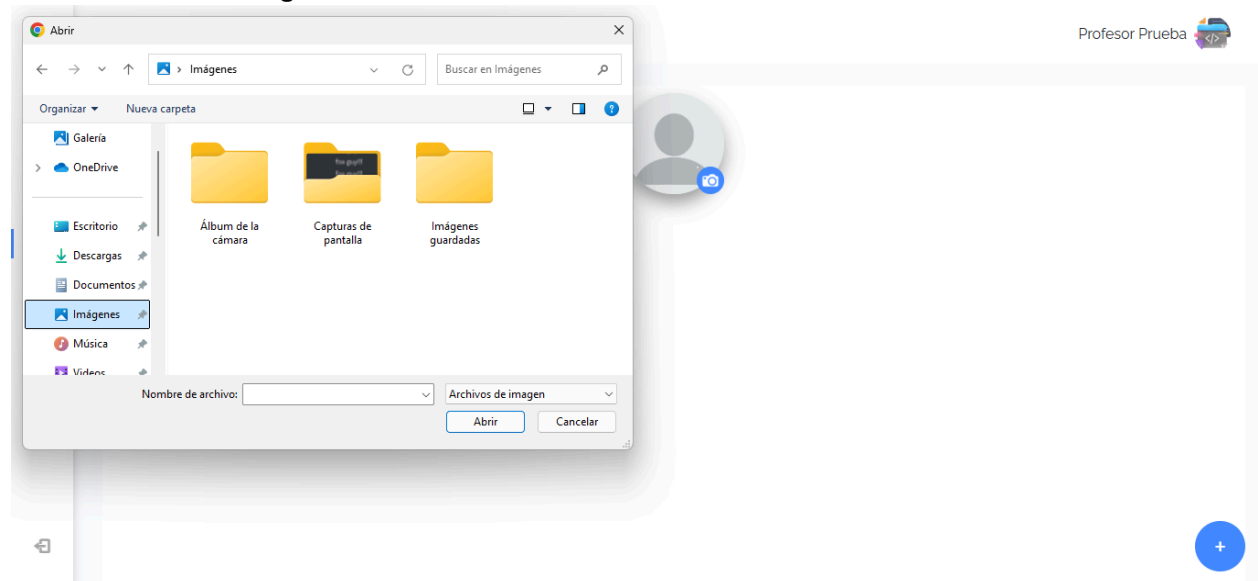 Abrir
Profesor Prueba
Imágenes
Buscar en Imágenes
Organizar
Nueva carpeta
Galería
OneDrive
Escritorio
Descargas
Documentos
Imágenes
Música
Videos
Álbum de la
cámara
Capturas de
pantalla
Imágenes
guardadas
Nombre de archivo:
Archivos de imagen
Abrir
Cancelar